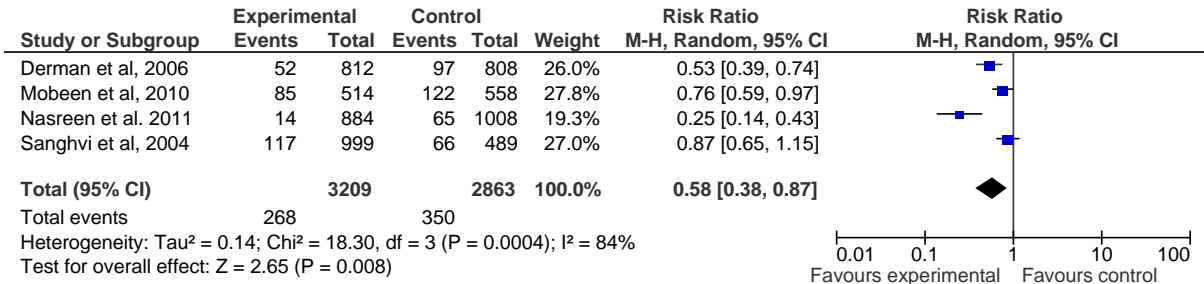 Experimental Control Risk Ratio Risk Ratio
Study or Subgroup Events Total Events Total Weight M-H, Random, 95% CI M-H, Random, 95% CI
Derman et al, 2006 52 812 97 808 26.0% 0.53 [0.39, 0.74]
Mobeen et al, 2010 85 514 122 558 27.8% 0.76 [0.59, 0.97]
Nasreen et al. 2011 14 884 65 1008 19.3% 0.25 [0.14, 0.43]
Sanghvi et al, 2004 117 999 66 489 27.0% 0.87 [0.65, 1.15]
Total (95% CI) 3209 2863 100.0% 0.58 [0.38, 0.87]
Total events 268 350
Heterogeneity: Tau² = 0.14; Chi² = 18.30, df = 3 (P = 0.0004); I² = 84%
Test for overall effect: Z = 2.65 (P = 0.008)
0.01 0.1 1 10 100
Favours experimental Favours control